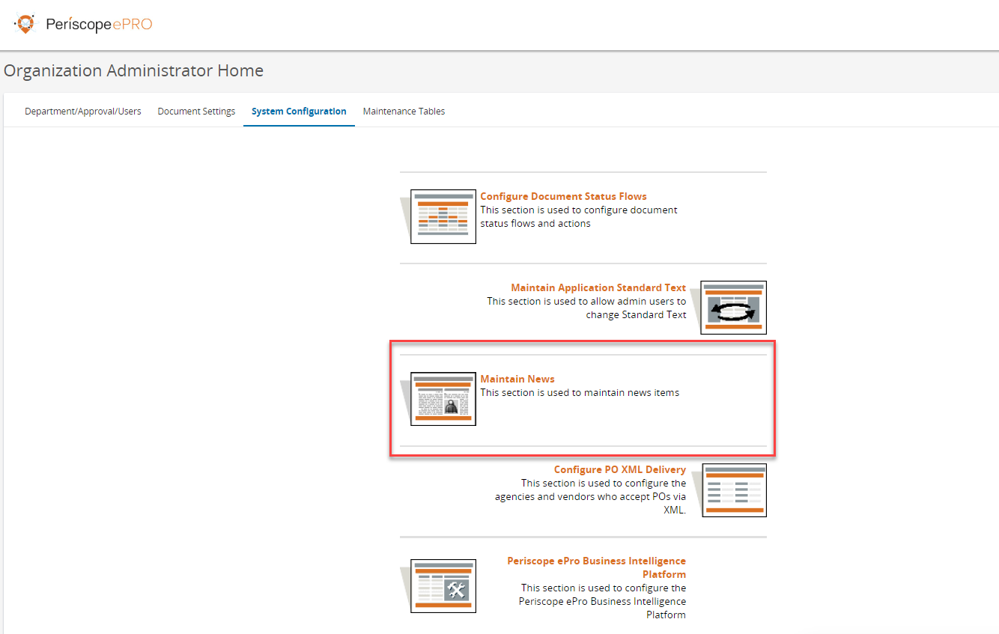 Períscope ePRO
Organization Administrator Home
Department/Approval/Users
Document Settings
System Configuration
Maintenance Tables
Configure Document Status Flows
This section is used to configure document
status flows and actions
Maintain Application Standard Text
This section is used to allow admin users to
change Standard Text
Maintain News
This section is used to maintain news items
Configure PO XML Delivery
This section is used to configure the
agencies and vendors who accept POs via
XML.
Periscope ePro Business Intelligence
Platform
This section is used to configure the
Periscope ePro Business Intelligence
Platform